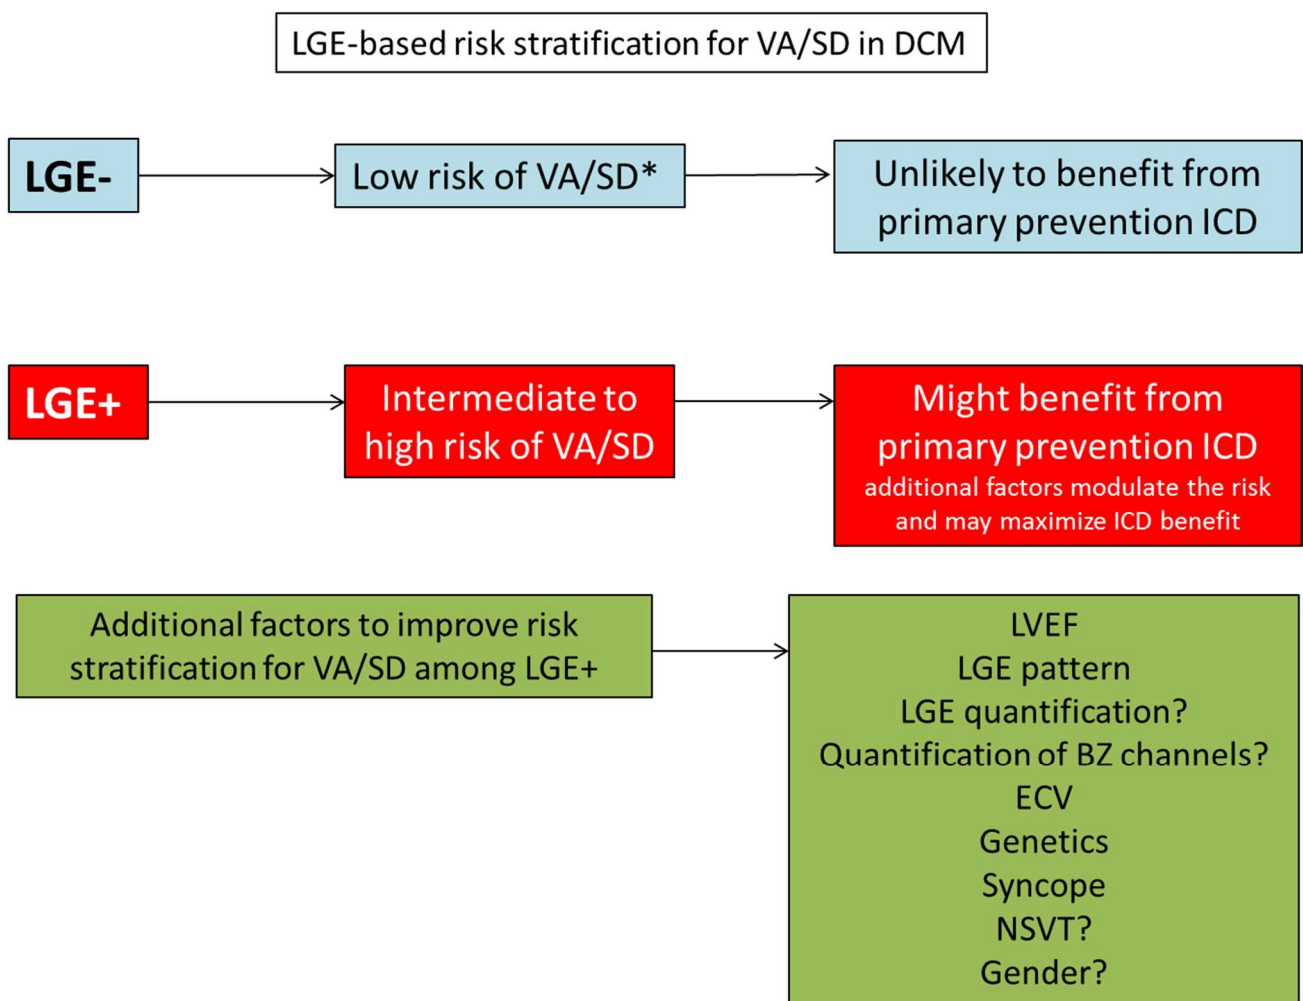 LGE-based risk stratification for VA/SD in DCM
LGE-
Low risk of VA/SD*
Unlikely to benefit from
primary prevention ICD
LGE+
Intermediate to
high risk of VA/SD
Might benefit from
primary prevention ICD
additional factors modulate the risk
and may maximize ICD benefit
Additional factors to improve risk
stratification for VA/SD among LGE+
LVEF
LGE pattern
LGE quantification?
Quantification of BZ channels?
ECV
Genetics
Syncope
NSVT?
Gender?